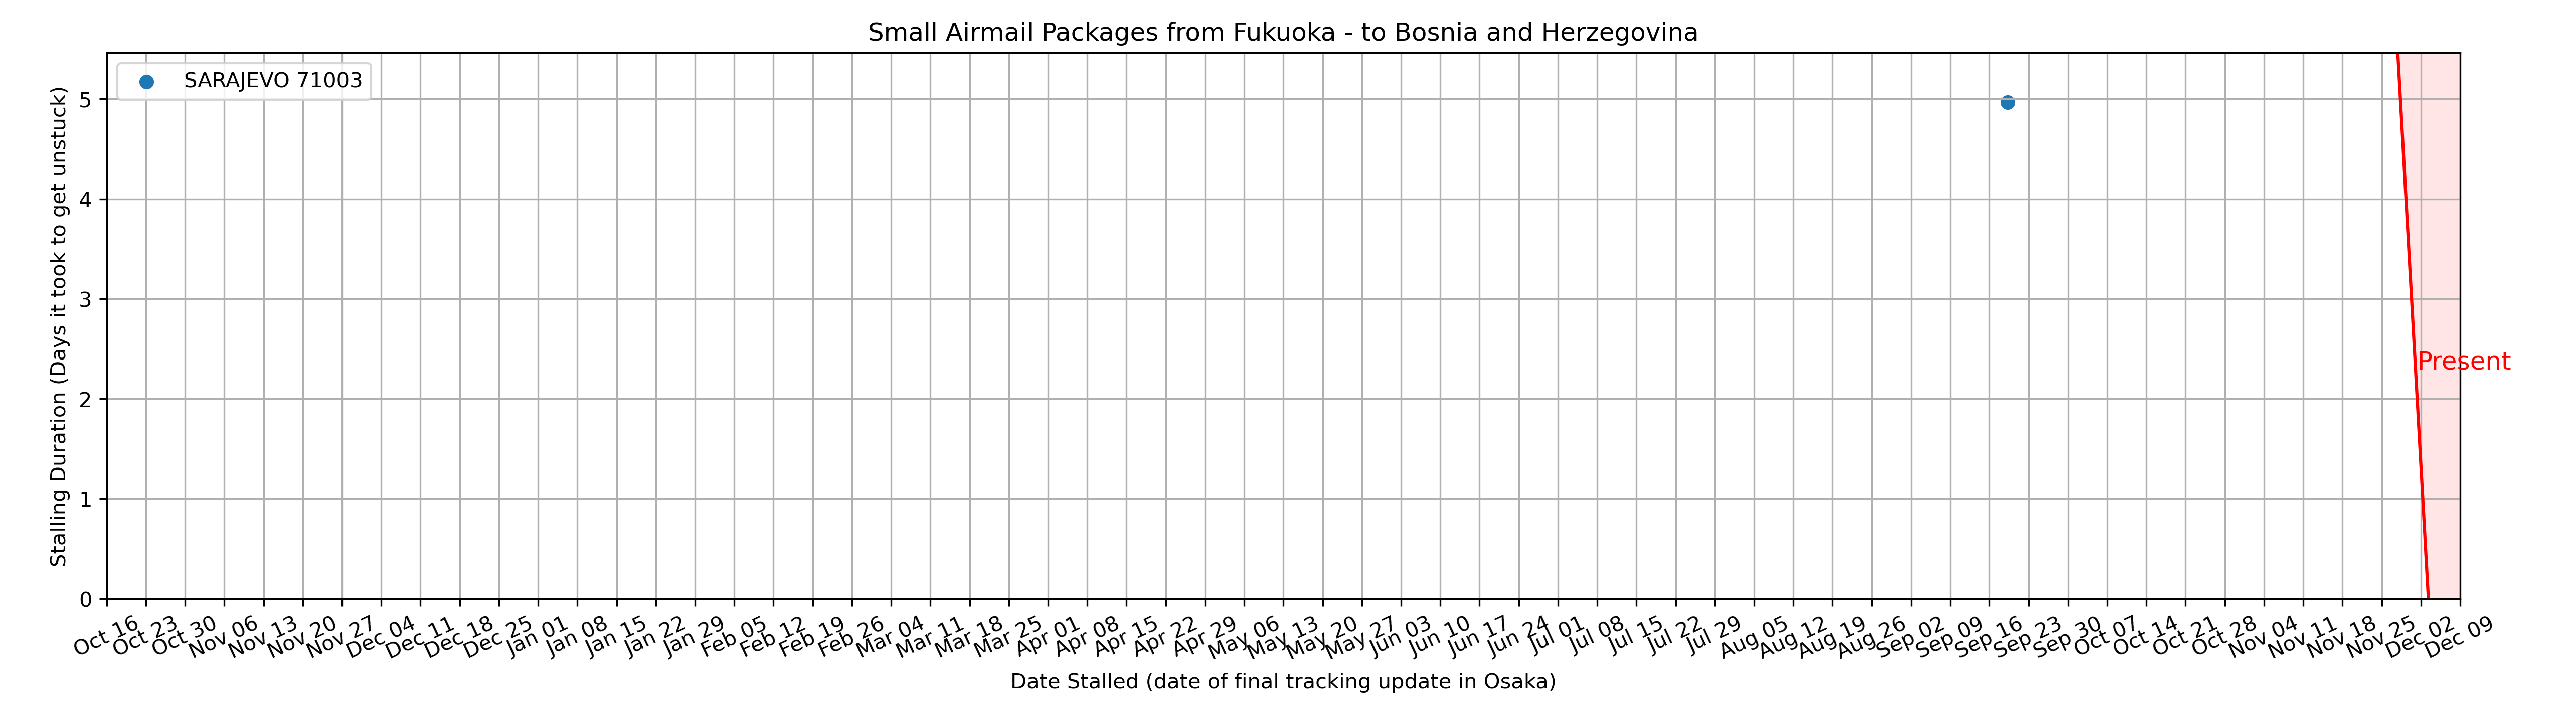 Small Airmail Packages from Fukuoka - to Bosnia and Herzegovina
SARAJEVO 71003
Stalling Duration (Days it took to get unstuck)
5
4
3
2
1
0
Present
Oct 16 Oct 23 Oct 30 Nov 06 Nov 13 Nov 20 Nov 27 Dec 04 Dec 11 Dec 18 Dec 25 Jan 01 Jan 08 Jan 15 Jan 22 Jan 29 Feb 05 Feb 12 Feb 19 Feb 26 Mar 04 Mar 11 Mar 18 Mar 25 Apr 01 Apr 08 Apr 15 Apr 22 Apr 29 May 06 May 13 May 20 May 27 Jun 03 Jun 10 Jun 17 Jun 24 Jul 01 Jul 08 Jul 15 Jul 22 Jul 29 Aug 05 Aug 12 Aug 19 Aug 26 Sep 02 Sep 09 Sep 16 Sep 23 Sep 30 Oct 07 Oct 14 Oct 21 Oct 28 Nov 04 Nov 11 Nov 18 Nov 25 Dec 02 Dec 09
Date Stalled (date of final tracking update in Osaka)